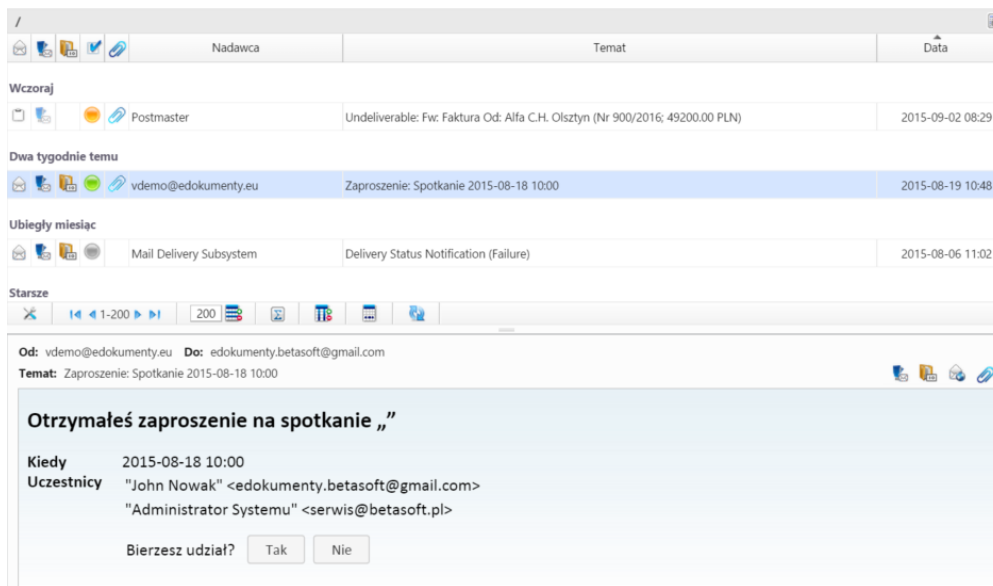 /
Nadawca Temat Data
Wczoraj
Postmaster Undeliverable: Fw: Faktura Od: Alfa C.H. Olsztyn (Nr 900/2016; 49200.00 PLN) 2015-09-02 08:29
Dwa tygodnie temu
vdemo@edokumenty.eu Zaproszenie: Spotkanie 2015-08-18 10:00 2015-08-19 10:48
Ubiegły miesiąc
Mail Delivery Subsystem Delivery Status Notification (Failure) 2015-08-06 11:02
Starsze
1-200 200
Od: vdemo@edokumenty.eu Do: edokumenty.betasoft@gmail.com
Temat: Zaproszenie: Spotkanie 2015-08-18 10:00
Otrzymałeś zaproszenie na spotkanie „”
Kiedy 2015-08-18 10:00
Uczestnicy "John Nowak" <edokumenty.betasoft@gmail.com>
"Administrator Systemu" <serwis@betasoft.pl>
Bierzesz udział? Tak Nie